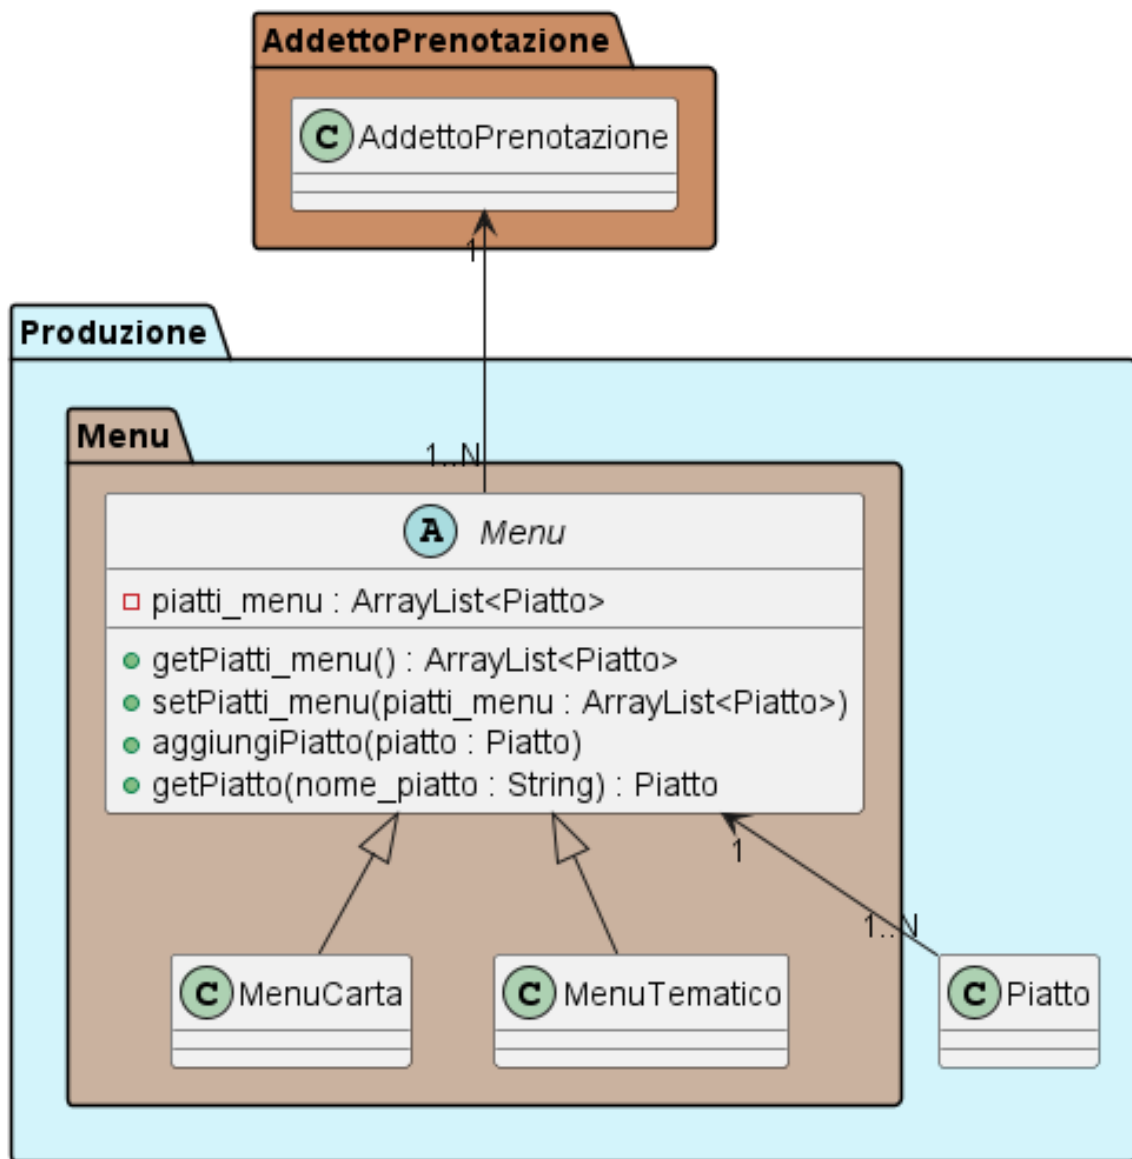 AddettoPrenotazione
C AddettoPrenotazione
1
Produzione
1..N
Menu
A Menu
piatti_menu : ArrayList<Piatto>
getPiatti_menu() : ArrayList<Piatto>
setPiatti_menu(piatti_menu : ArrayList<Piatto>)
aggiungiPiatto(piatto : Piatto)
getPiatto(nome_piatto : String) : Piatto
1
1..N
C MenuCarta
C MenuTematico
C Piatto